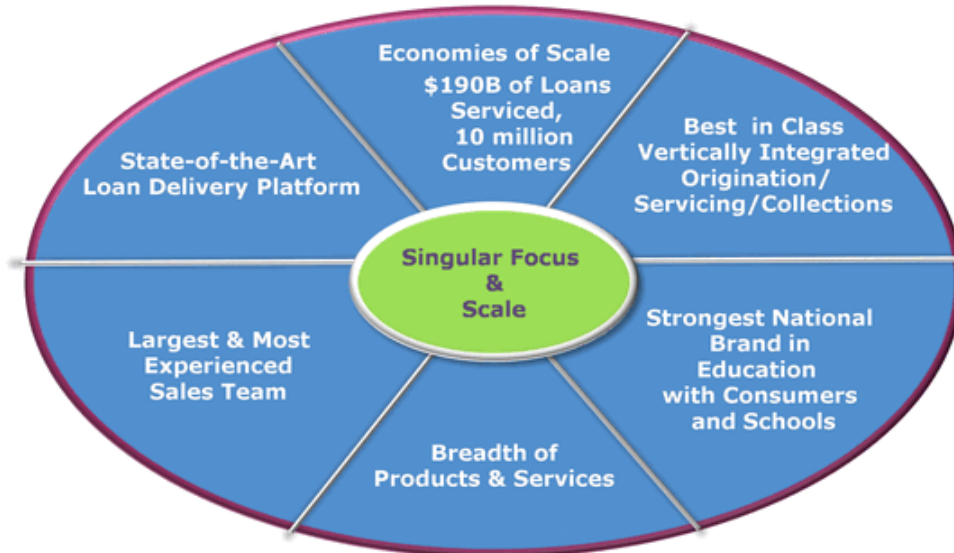 Economies of Scale
$190B of Loans
Serviced,
10 million
Customers
Best in Class
Vertically Integrated
Origination/
Servicing/Collections
Strongest National
Brand in
Education
with Consumers
and Schools
Breadth of
Products & Services
Largest & Most
Experienced
Sales Team
State-of-the-Art
Loan Delivery Platform
Singular Focus
&
Scale